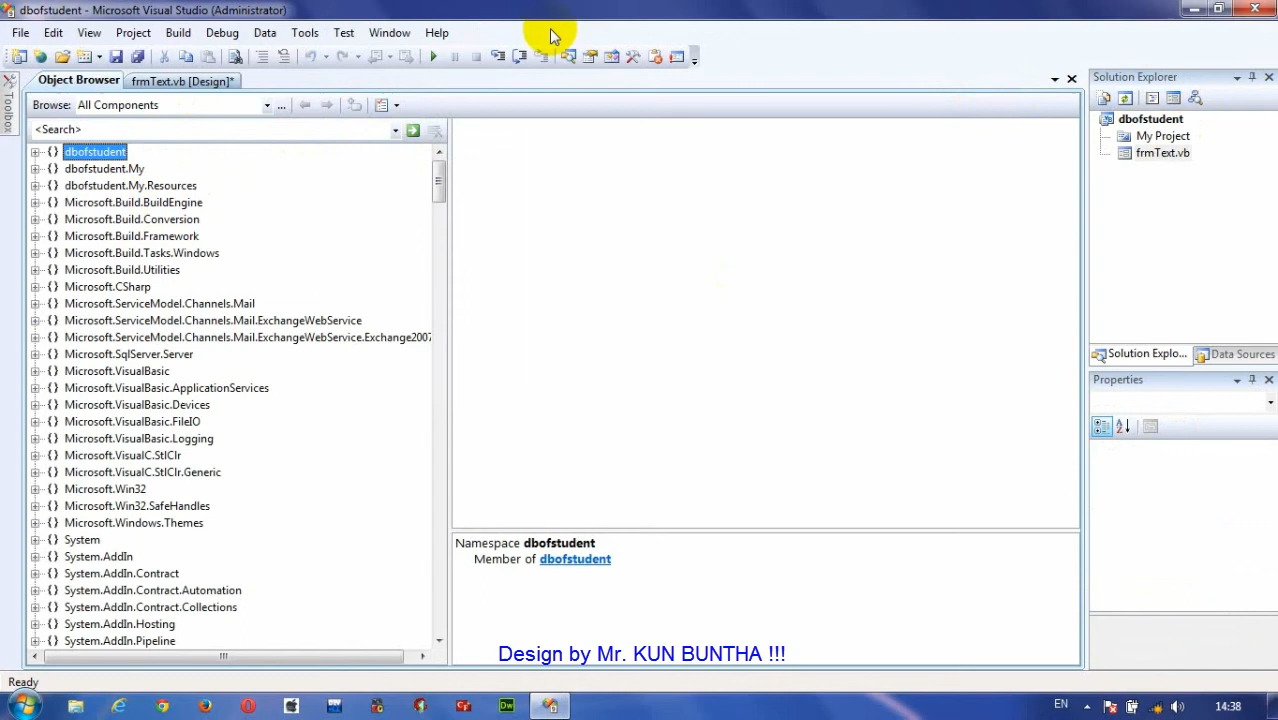 dbofstudent - Microsoft Visual Studio (Administrator)
File Edit View Project Build Debug Data Tools Test Window Help
Toolbox
Object Browser frmText.vb [Design]*
Browse: All Components ...
<Search>
dbofstudent
dbofstudent.My
dbofstudent.My.Resources
Microsoft.Build.BuildEngine
Microsoft.Build.Conversion
Microsoft.Build.Framework
Microsoft.Build.Tasks.Windows
Microsoft.Build.Utilities
Microsoft.CSharp
Microsoft.ServiceModel.Channels.Mail
Microsoft.ServiceModel.Channels.Mail.ExchangeWebService
Microsoft.ServiceModel.Channels.Mail.ExchangeWebService.Exchange2007
Microsoft.SqlServer.Server
Microsoft.VisualBasic
Microsoft.VisualBasic.ApplicationServices
Microsoft.VisualBasic.Devices
Microsoft.VisualBasic.FileIO
Microsoft.VisualBasic.Logging
Microsoft.VisualC.StlClr
Microsoft.VisualC.StlClr.Generic
Microsoft.Win32
Microsoft.Win32.SafeHandles
Microsoft.Windows.Themes
System
System.AddIn
System.AddIn.Contract
System.AddIn.Contract.Automation
System.AddIn.Contract.Collections
System.AddIn.Hosting
System.AddIn.Pipeline
Namespace dbofstudent
Member of dbofstudent
Design by Mr. KUN BUNTHA !!!
Solution Explorer
dbofstudent
My Project
frmText.vb
Solution Explo... Data Sources
Properties
Ready
Dw EN 14:38